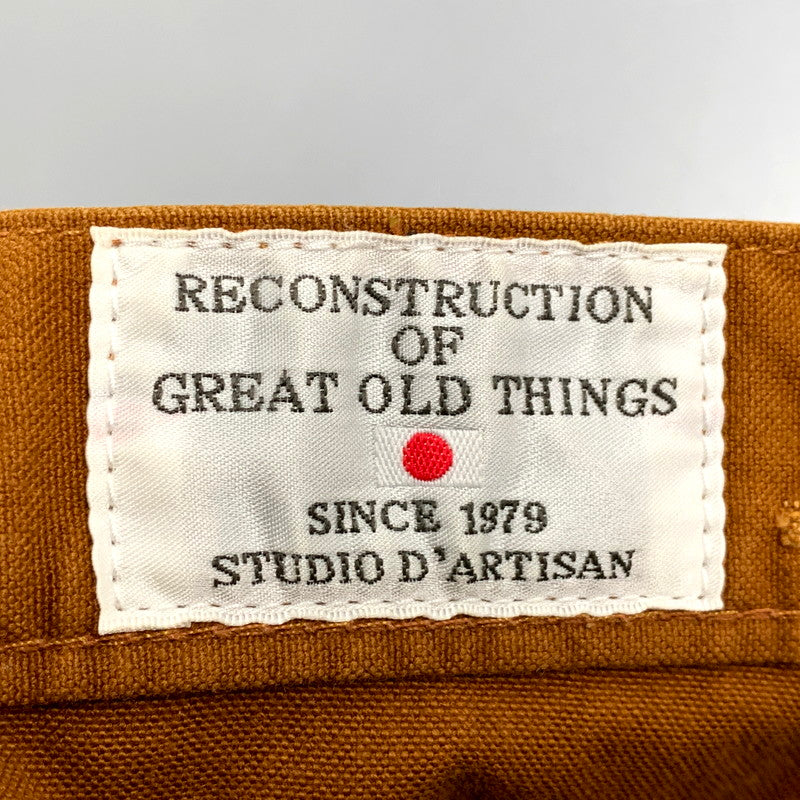 RECONSTRUCTION
OF
GREAT OLD THINGS
SINCE 1979
STUDIO D'ARTISAN